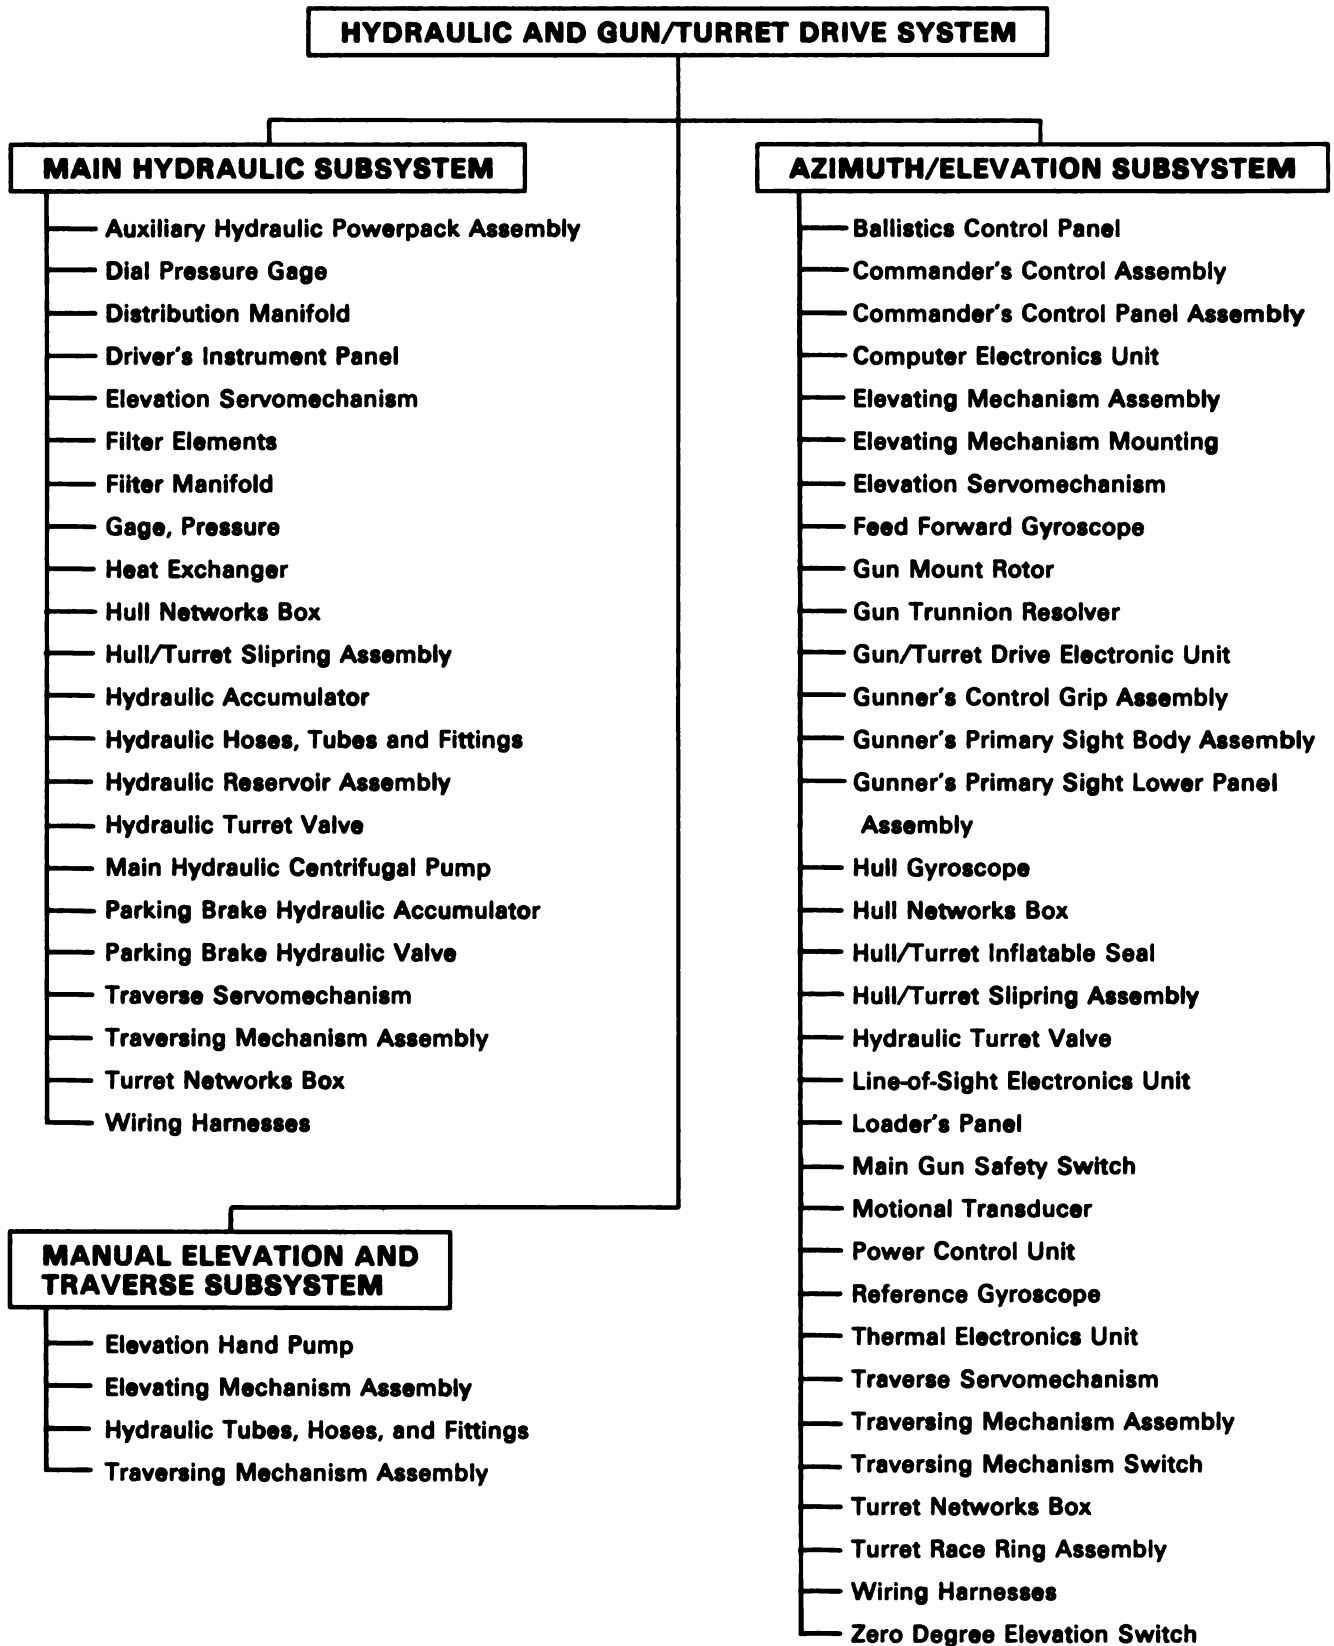 HYDRAULIC AND GUN/TURRET DRIVE SYSTEM
MAIN HYDRAULIC SUBSYSTEM
Auxiliary Hydraulic Powerpack Assembly
Dial Pressure Gage
Distribution Manifold
Driver's Instrument Panel
Elevation Servomechanism
Filter Elements
Filter Manifold
Gage, Pressure
Heat Exchanger
Hull Networks Box
Hull/Turret Slipring Assembly
Hydraulic Accumulator
Hydraulic Hoses, Tubes and Fittings
Hydraulic Reservoir Assembly
Hydraulic Turret Valve
Main Hydraulic Centrifugal Pump
Parking Brake Hydraulic Accumulator
Parking Brake Hydraulic Valve
Traverse Servomechanism
Traversing Mechanism Assembly
Turret Networks Box
Wiring Harnesses
MANUAL ELEVATION AND
TRAVERSE SUBSYSTEM
Elevation Hand Pump
Elevating Mechanism Assembly
Hydraulic Tubes, Hoses, and Fittings
Traversing Mechanism Assembly
AZIMUTH/ELEVATION SUBSYSTEM
Ballistics Control Panel
Commander's Control Assembly
Commander's Control Panel Assembly
Computer Electronics Unit
Elevating Mechanism Assembly
Elevating Mechanism Mounting
Elevation Servomechanism
Feed Forward Gyroscope
Gun Mount Rotor
Gun Trunnion Resolver
Gun/Turret Drive Electronic Unit
Gunner's Control Grip Assembly
Gunner's Primary Sight Body Assembly
Gunner's Primary Sight Lower Panel
Assembly
Hull Gyroscope
Hull Networks Box
Hull/Turret Inflatable Seal
Hull/Turret Slipring Assembly
Hydraulic Turret Valve
Line-of-Sight Electronics Unit
Loader's Panel
Main Gun Safety Switch
Motional Transducer
Power Control Unit
Reference Gyroscope
Thermal Electronics Unit
Traverse Servomechanism
Traversing Mechanism Assembly
Traversing Mechanism Switch
Turret Networks Box
Turret Race Ring Assembly
Wiring Harnesses
Zero Degree Elevation Switch